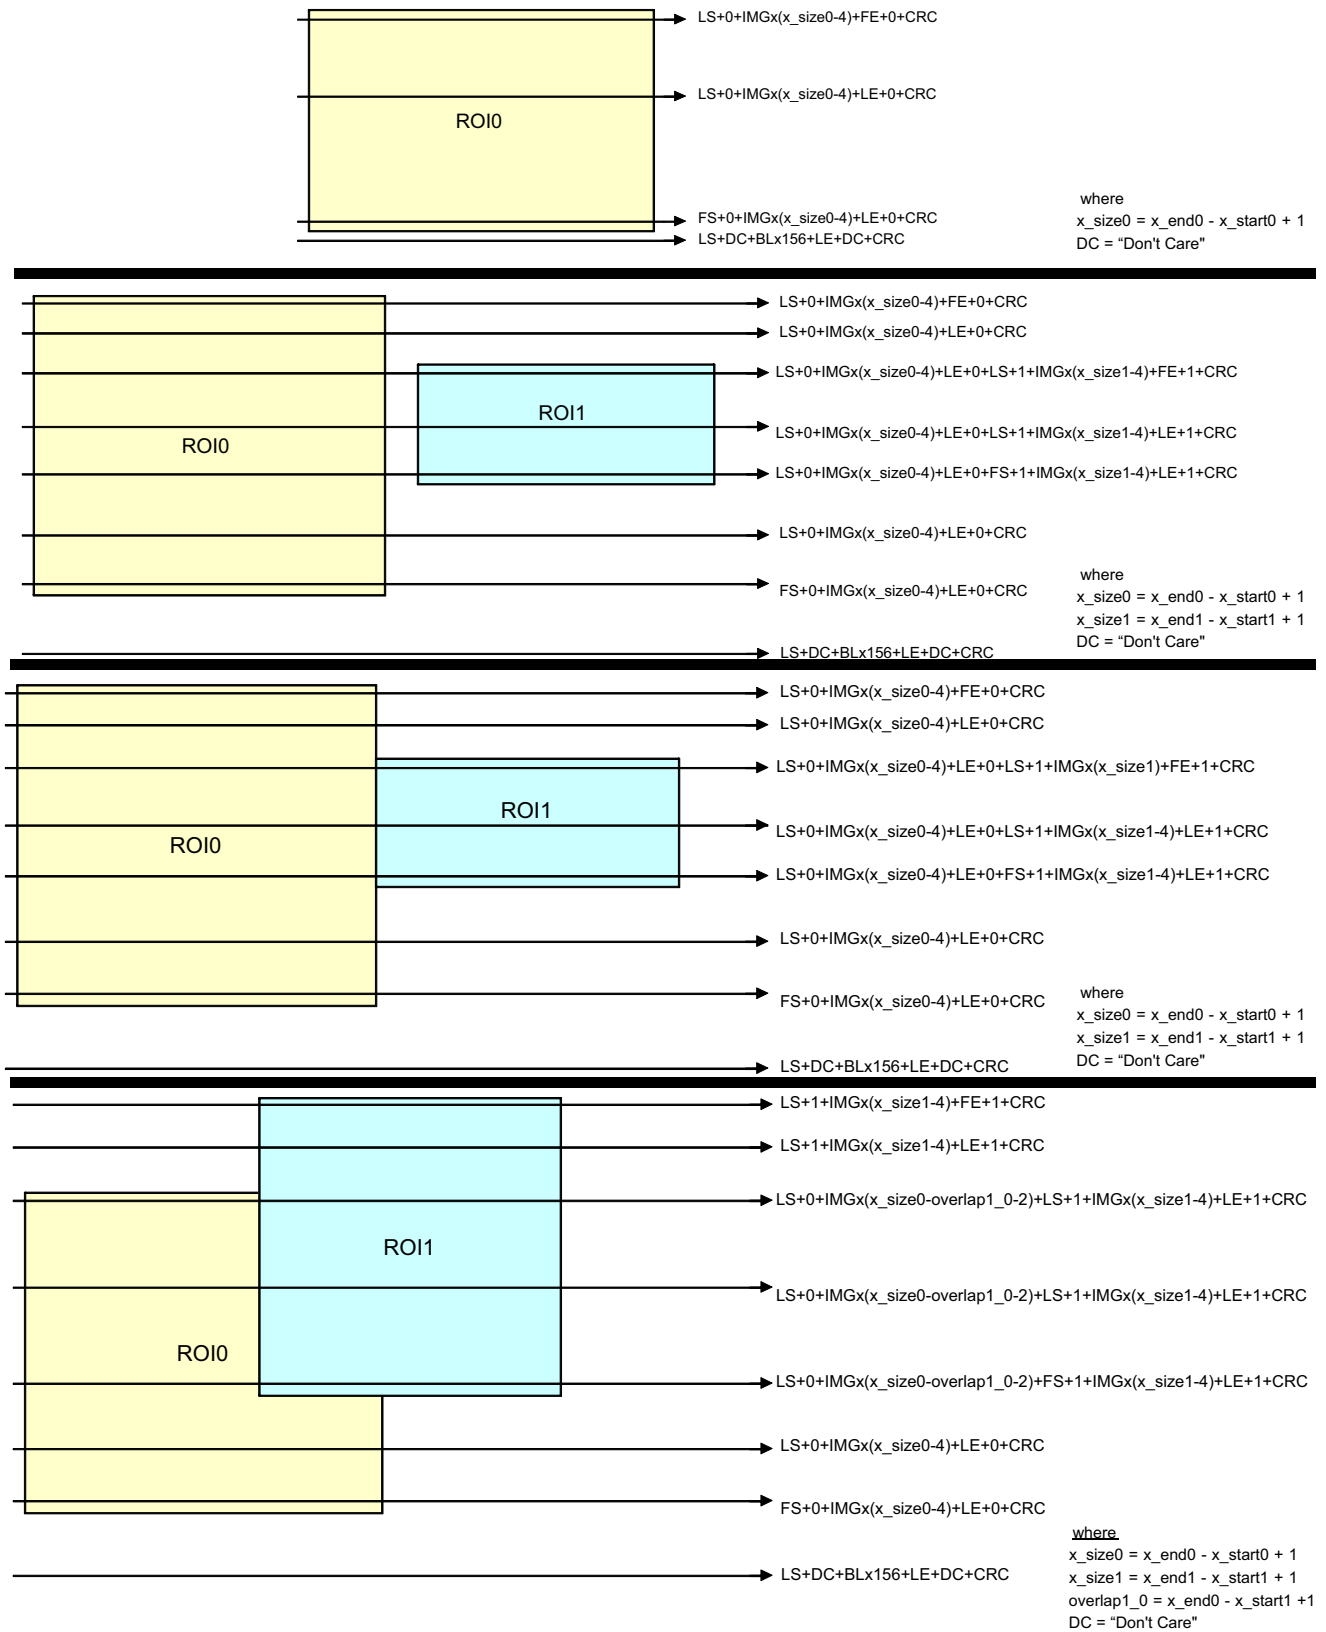 LS+0+IMGx(x_size0-4)+FE+0+CRC
LS+0+IMGx(x_size0-4)+LE+0+CRC
ROI0
FS+0+IMGx(x_size0-4)+LE+0+CRC
LS+DC+BLx156+LE+DC+CRC
where
x_size0 = x_end0 - x_start0 + 1
DC = “Don't Care"
LS+0+IMGx(x_size0-4)+FE+0+CRC
LS+0+IMGx(x_size0-4)+LE+0+CRC
LS+0+IMGx(x_size0-4)+LE+0+LS+1+IMGx(x_size1-4)+FE+1+CRC
ROI1
LS+0+IMGx(x_size0-4)+LE+0+LS+1+IMGx(x_size1-4)+LE+1+CRC
ROI0
LS+0+IMGx(x_size0-4)+LE+0+FS+1+IMGx(x_size1-4)+LE+1+CRC
LS+0+IMGx(x_size0-4)+LE+0+CRC
FS+0+IMGx(x_size0-4)+LE+0+CRC
where
x_size0 = x_end0 - x_start0 + 1
x_size1 = x_end1 - x_start1 + 1
DC = “Don't Care"
LS+DC+BLx156+LE+DC+CRC
LS+0+IMGx(x_size0-4)+FE+0+CRC
LS+0+IMGx(x_size0-4)+LE+0+CRC
LS+0+IMGx(x_size0-4)+LE+0+LS+1+IMGx(x_size1)+FE+1+CRC
ROI1
LS+0+IMGx(x_size0-4)+LE+0+LS+1+IMGx(x_size1-4)+LE+1+CRC
ROI0
LS+0+IMGx(x_size0-4)+LE+0+FS+1+IMGx(x_size1-4)+LE+1+CRC
LS+0+IMGx(x_size0-4)+LE+0+CRC
FS+0+IMGx(x_size0-4)+LE+0+CRC
where
x_size0 = x_end0 - x_start0 + 1
x_size1 = x_end1 - x_start1 + 1
DC = “Don't Care"
LS+DC+BLx156+LE+DC+CRC
LS+1+IMGx(x_size1-4)+FE+1+CRC
LS+1+IMGx(x_size1-4)+LE+1+CRC
LS+0+IMGx(x_size0-overlap1_0-2)+LS+1+IMGx(x_size1-4)+LE+1+CRC
ROI1
LS+0+IMGx(x_size0-overlap1_0-2)+LS+1+IMGx(x_size1-4)+LE+1+CRC
ROI0
LS+0+IMGx(x_size0-overlap1_0-2)+FS+1+IMGx(x_size1-4)+LE+1+CRC
LS+0+IMGx(x_size0-4)+LE+0+CRC
FS+0+IMGx(x_size0-4)+LE+0+CRC
where
x_size0 = x_end0 - x_start0 + 1
x_size1 = x_end1 - x_start1 + 1
overlap1_0 = x_end0 - x_start1 +1
DC = “Don't Care"
LS+DC+BLx156+LE+DC+CRC